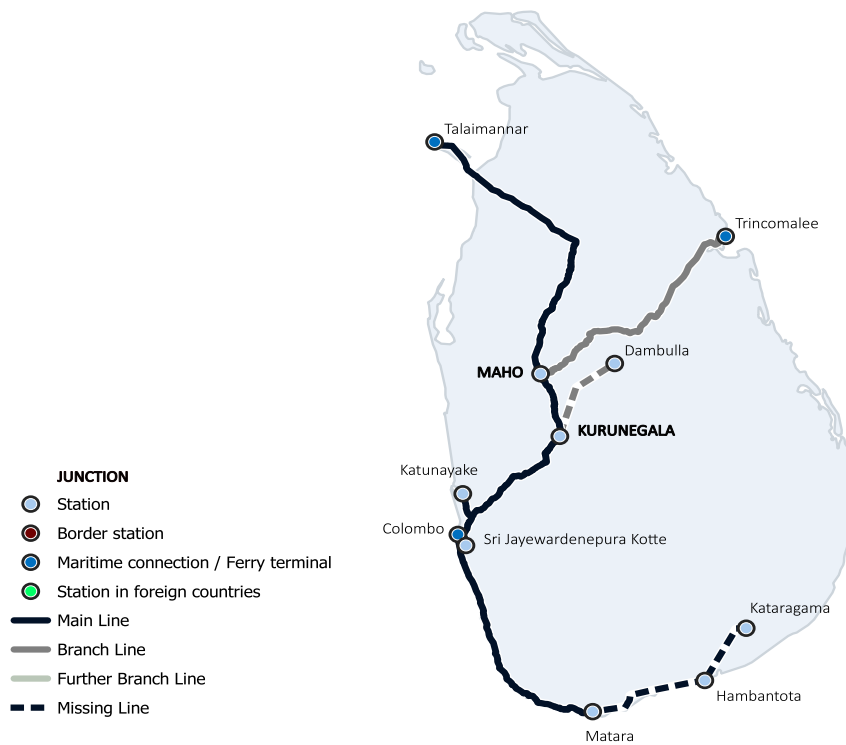 Talaimannar
Trincomalee
Dambulla
MAHO
KURUNEGALA
Katunayake
Colombo
Sri Jayewardenepura Kotte
Kataragama
Hambantota
Matara
JUNCTION
Station
Border station
Maritime connection / Ferry terminal
Station in foreign countries
Main Line
Branch Line
Further Branch Line
Missing Line